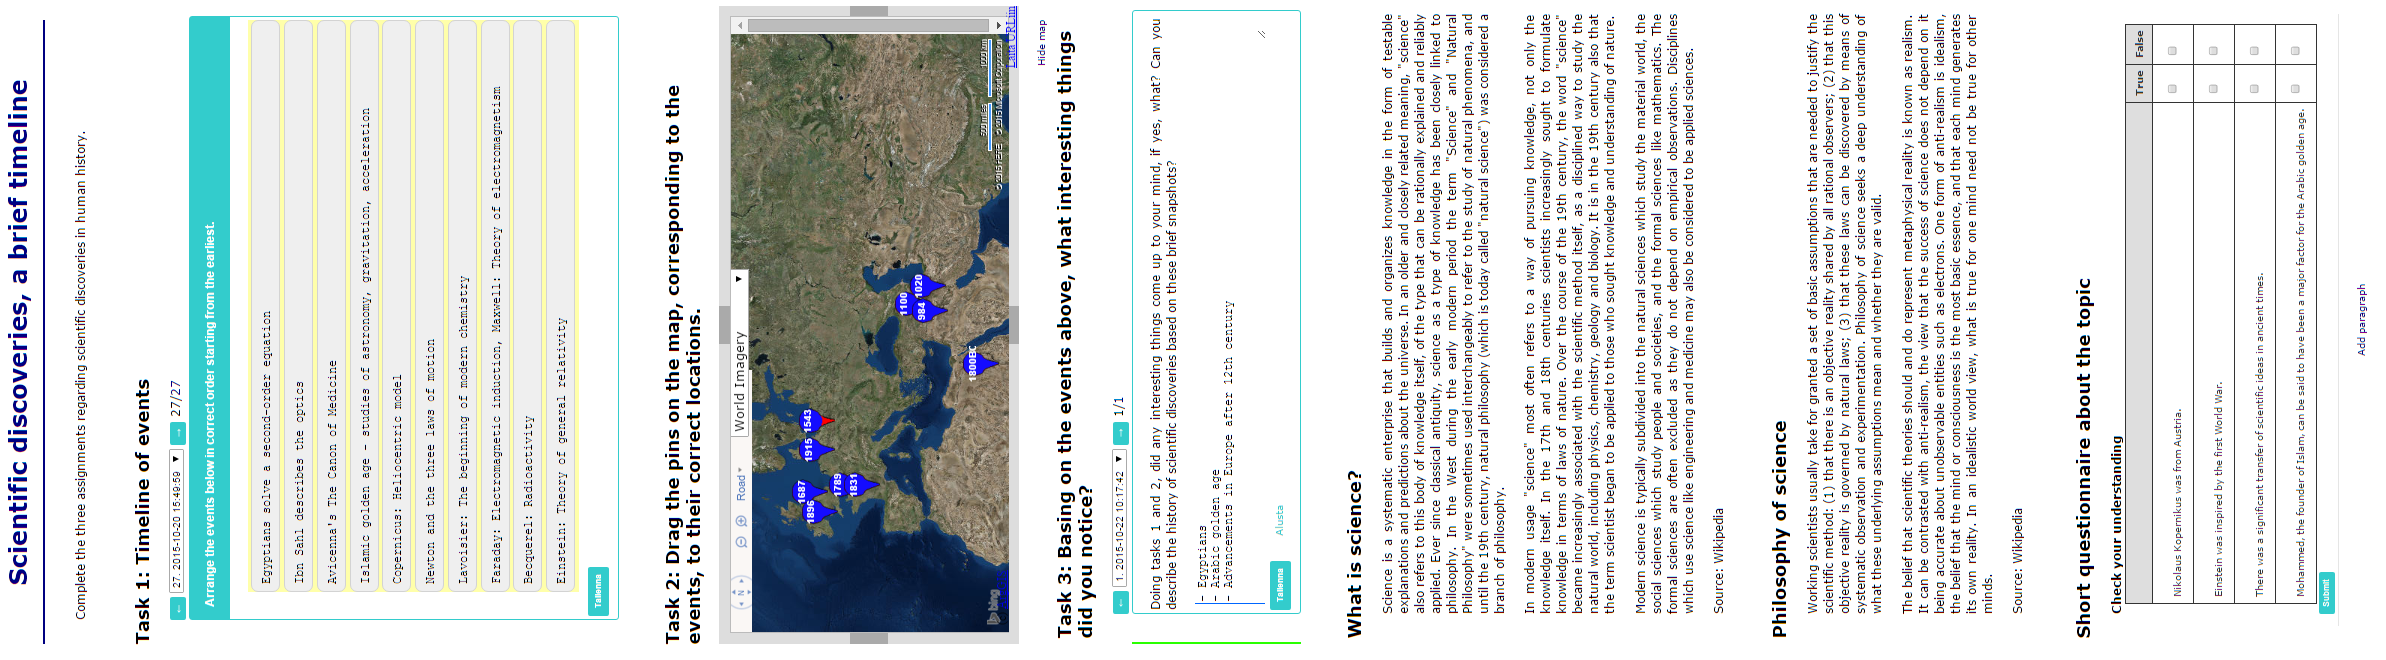 Scientific discoveries, a brief timeline
Complete the three assignments regarding scientific discoveries in human history.
Task 1: Timeline of events
← 27. 2015-10-20 15:49:59 ▼ → 27/27
Arrange the events below in correct order starting from the earliest.
Egyptians solve a second-order equation
Ibn Sahl describes the optics
Avicenna's The Canon of Medicine
Islamic golden age - studies of astronomy, gravitation, acceleration
Copernicus: Heliocentric model
Newton and the three laws of motion
Lavoisier: The beginning of modern chemistry
Faraday: Electromagnetic induction, Maxwell: Theory of electromagnetism
Becquerel: Radioactivity
Einstein: Theory of general relativity
Tallenna
Task 2: Drag the pins on the map, corresponding to the
events, to their correct locations.
N
Road
World Imagery ▼
1896
1687
1789
1831
1915
1543
1100
984
1020
1800BC
bing
500 miles
1000 km
© 2015 HERE
© 2015 Microsoft Corporation
Hide map
Task 3: Basing on the events above, what interesting things
did you notice?
← 1. 2015-10-22 10:17:42 ▼ → 1/1
Doing tasks 1 and 2, did any interesting things come up to your mind, if yes, what? Can you
describe the history of scientific discoveries based on these brief snapshots?
- Egyptians
- Arabic golden age
- Advancements in Europe after 12th century
Tallenna
Alusta
What is science?
Science is a systematic enterprise that builds and organizes knowledge in the form of testable
explanations and predictions about the universe. In an older and closely related meaning, "science"
also refers to this body of knowledge itself, of the type that can be rationally explained and reliably
applied. Ever since classical antiquity, science as a type of knowledge has been closely linked to
philosophy. In the West during the early modern period the term "Science" and "Natural
Philosophy" were sometimes used interchangeably to refer to the study of natural phenomena, and
until the 19th century, natural philosophy (which is today called "natural science") was considered a
branch of philosophy.
In modern usage "science" most often refers to a way of pursuing knowledge, not only the
knowledge itself. In the 17th and 18th centuries scientists increasingly sought to formulate
knowledge in terms of laws of nature. Over the course of the 19th century, the word "science"
became increasingly associated with the scientific method itself, as a disciplined way to study the
natural world, including physics, chemistry, geology and biology. It is in the 19th century also that
the term scientist began to be applied to those who sought knowledge and understanding of nature.
Modern science is typically subdivided into the natural sciences which study the material world, the
social sciences which study people and societies, and the formal sciences like mathematics. The
formal sciences are often excluded as they do not depend on empirical observations. Disciplines
which use science like engineering and medicine may also be considered to be applied sciences.
Source: Wikipedia
Philosophy of science
Working scientists usually take for granted a set of basic assumptions that are needed to justify the
scientific method: (1) that there is an objective reality shared by all rational observers; (2) that this
objective reality is governed by natural laws; (3) that these laws can be discovered by means of
systematic observation and experimentation. Philosophy of science seeks a deep understanding of
what these underlying assumptions mean and whether they are valid.
The belief that scientific theories should and do represent metaphysical reality is known as realism.
It can be contrasted with anti-realism, the view that the success of science does not depend on it
being accurate about unobservable entities such as electrons. One form of anti-realism is idealism,
the belief that the mind or consciousness is the most basic essence, and that each mind generates
its own reality. In an idealistic world view, what is true for one mind need not be true for other
minds.
Source: Wikipedia
Short questionnaire about the topic
Check your understanding
True False
Nikolaus Kopernikus was from Austria.
Einstein was inspired by the first World War.
There was a significant transfer of scientific ideas in ancient times.
Mohammed, the founder of Islam, can be said to have been a major factor for the Arabic golden age.
Submit
Add paragraph